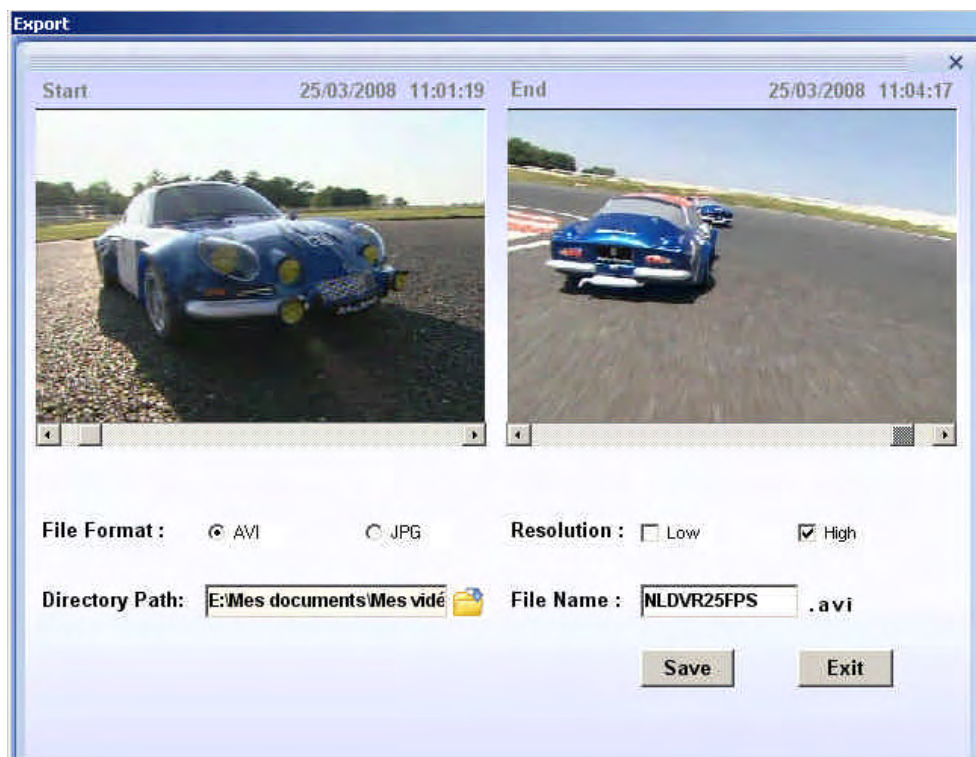 Export
Start 25/03/2008 11:01:19 End 25/03/2008 11:04:17
File Format : AVI JPG Resolution : Low High
Directory Path: E:\Mes documents\Mes vidé File Name : NLDVR25FPS .avi
Save Exit